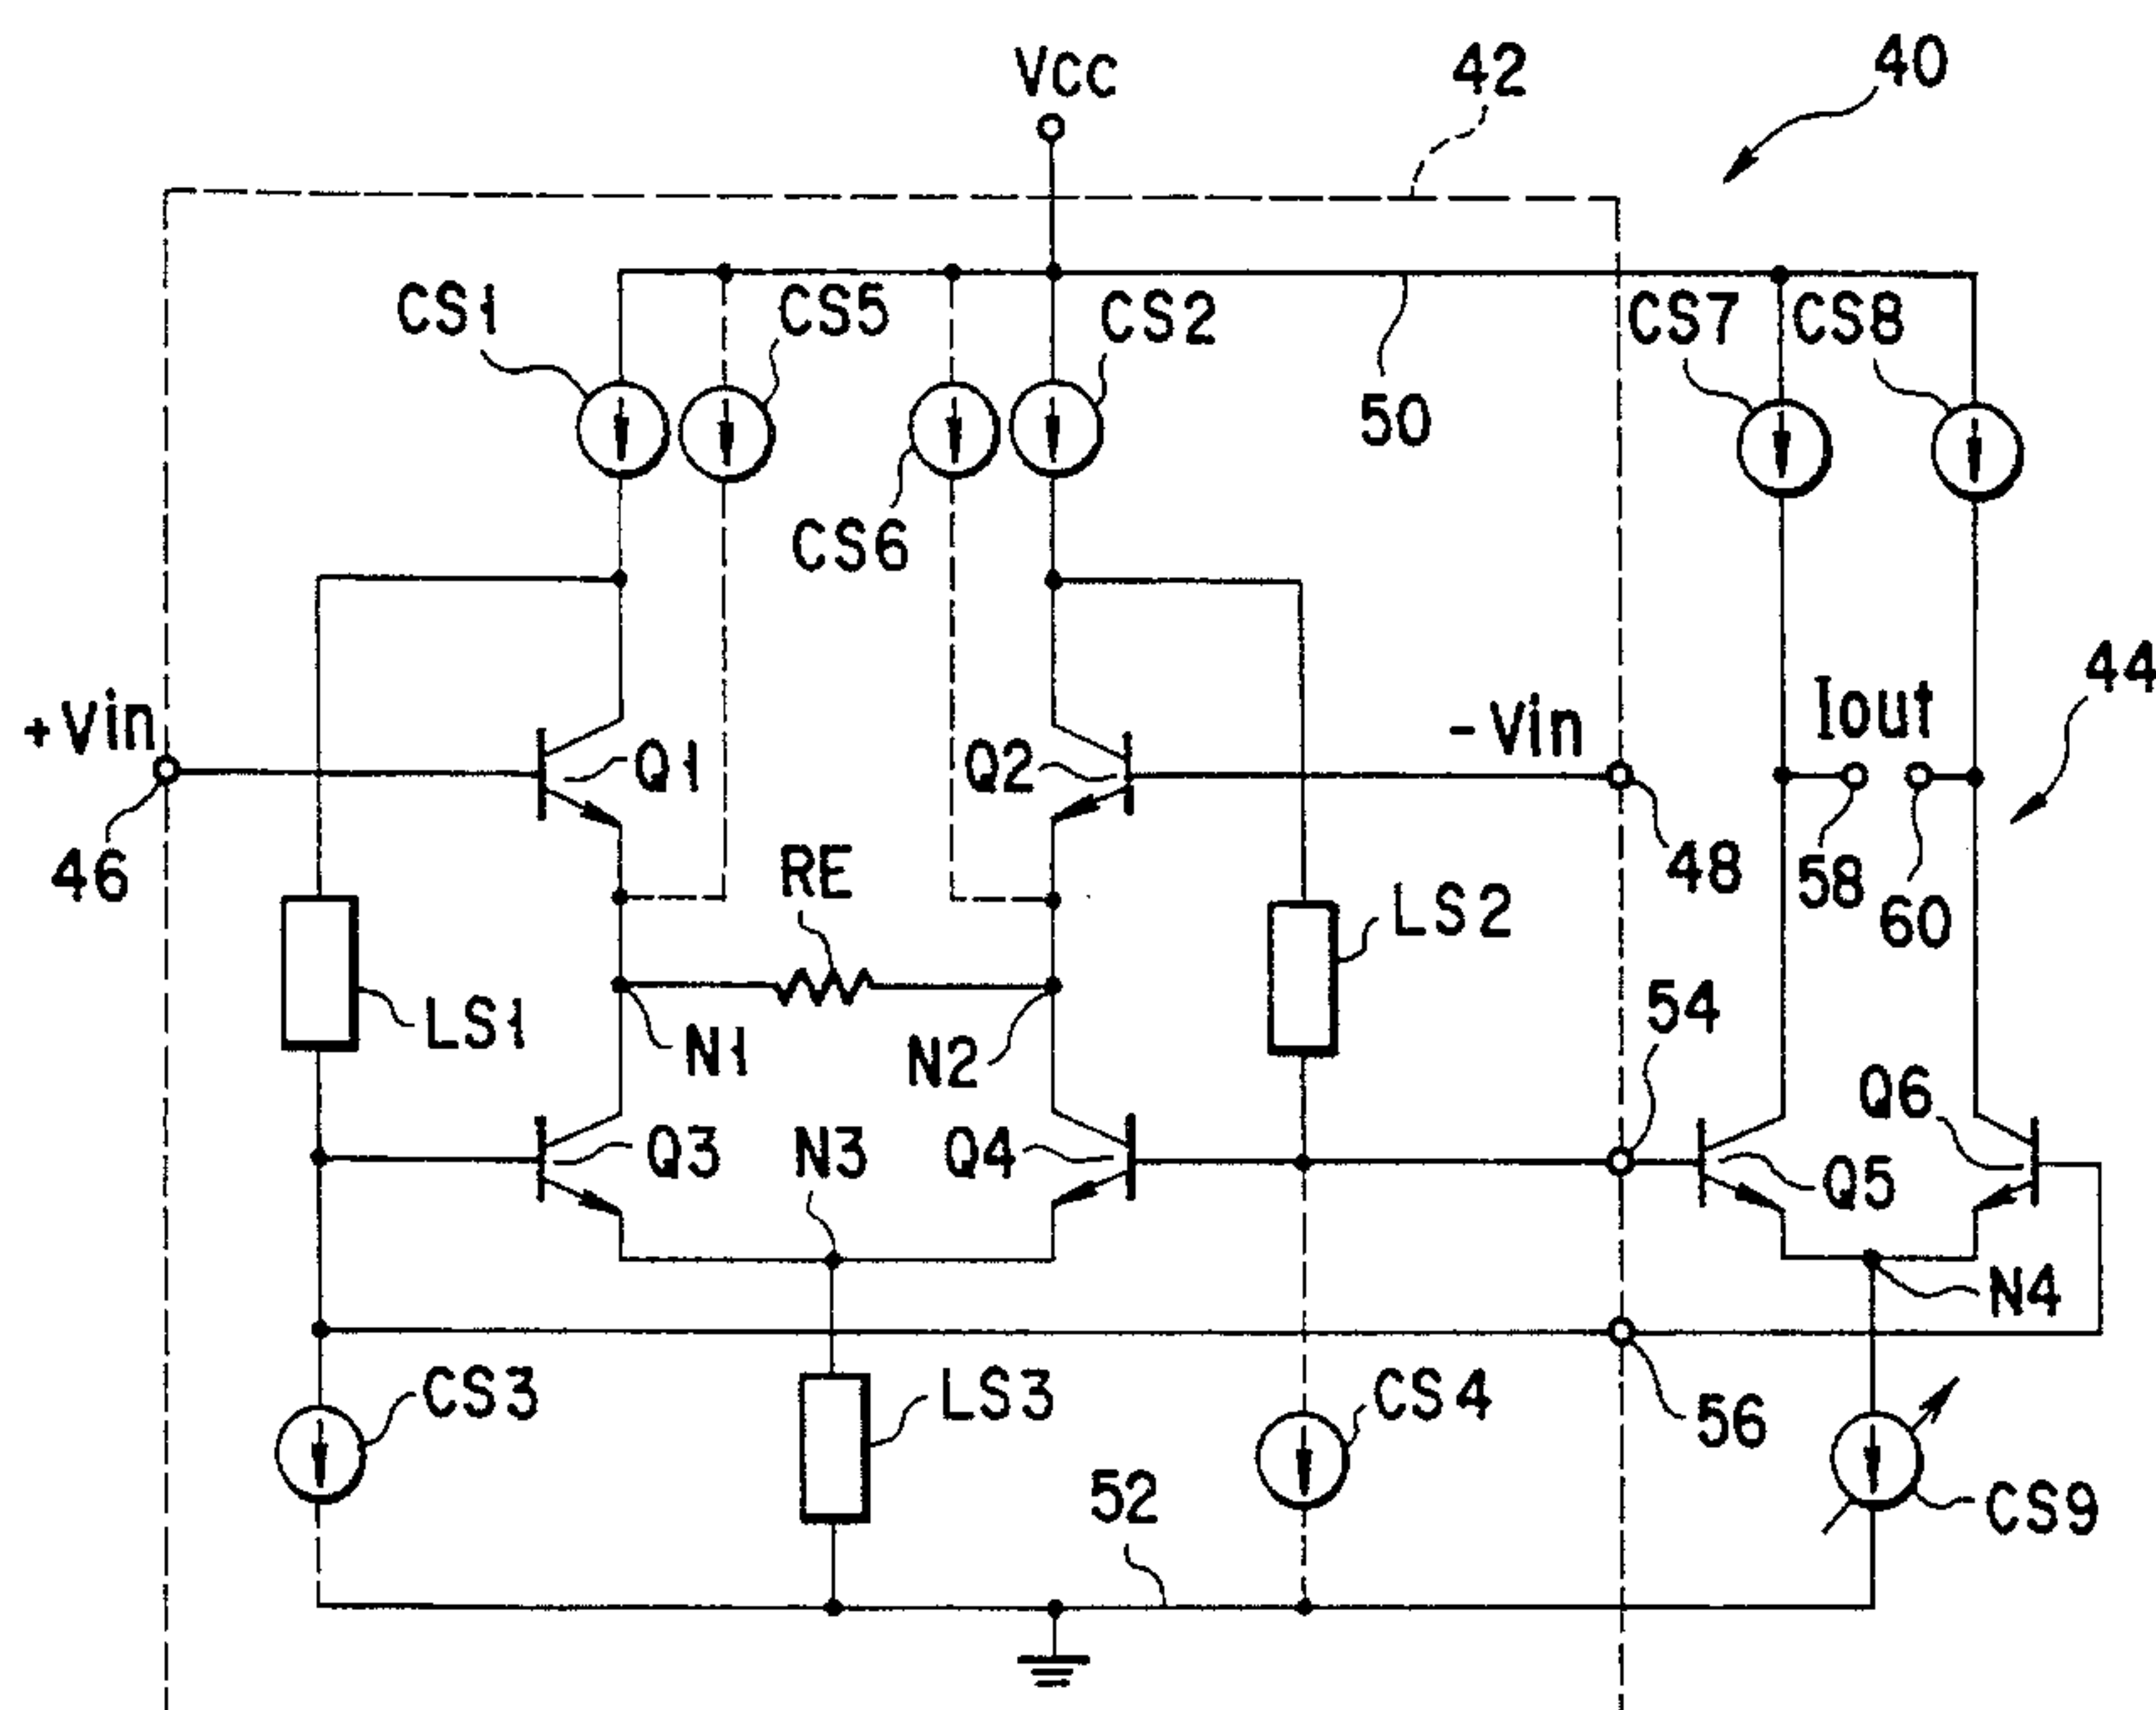 VCC
42
40
CS1
CS5
CS2
CS7
CS8
50
CS6
+Vin
Q1
Q2
-Vin
Iout
44
46
RE
LS2
48
58
60
LS1
N1
N2
54
Q6
Q3
N3
Q4
Q5
N4
CS3
LS3
CS4
56
52
CS9